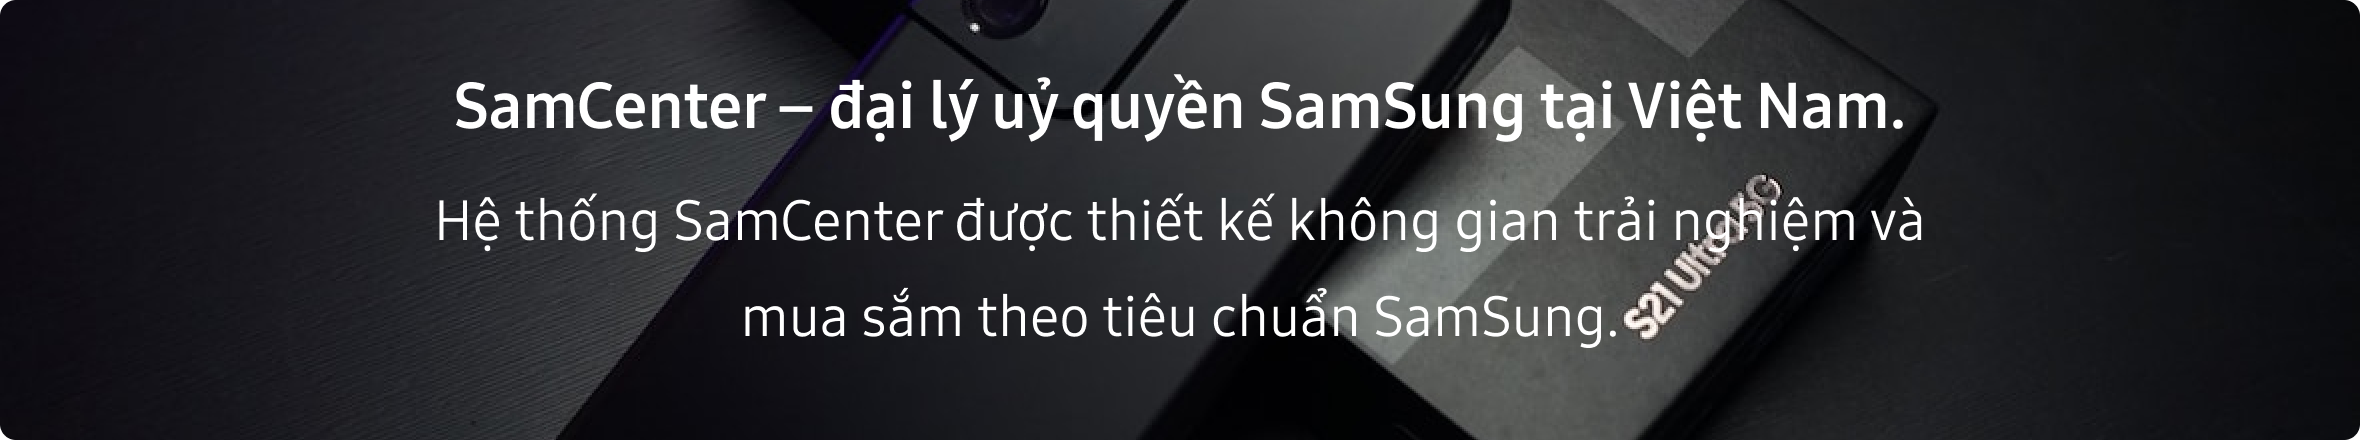 SamCenter – đại lý uỷ quyền SamSung tại Việt Nam.
Hệ thống SamCenter được thiết kế không gian trải nghiệm và
mua sắm theo tiêu chuẩn SamSung.
S21 Ultra 5G